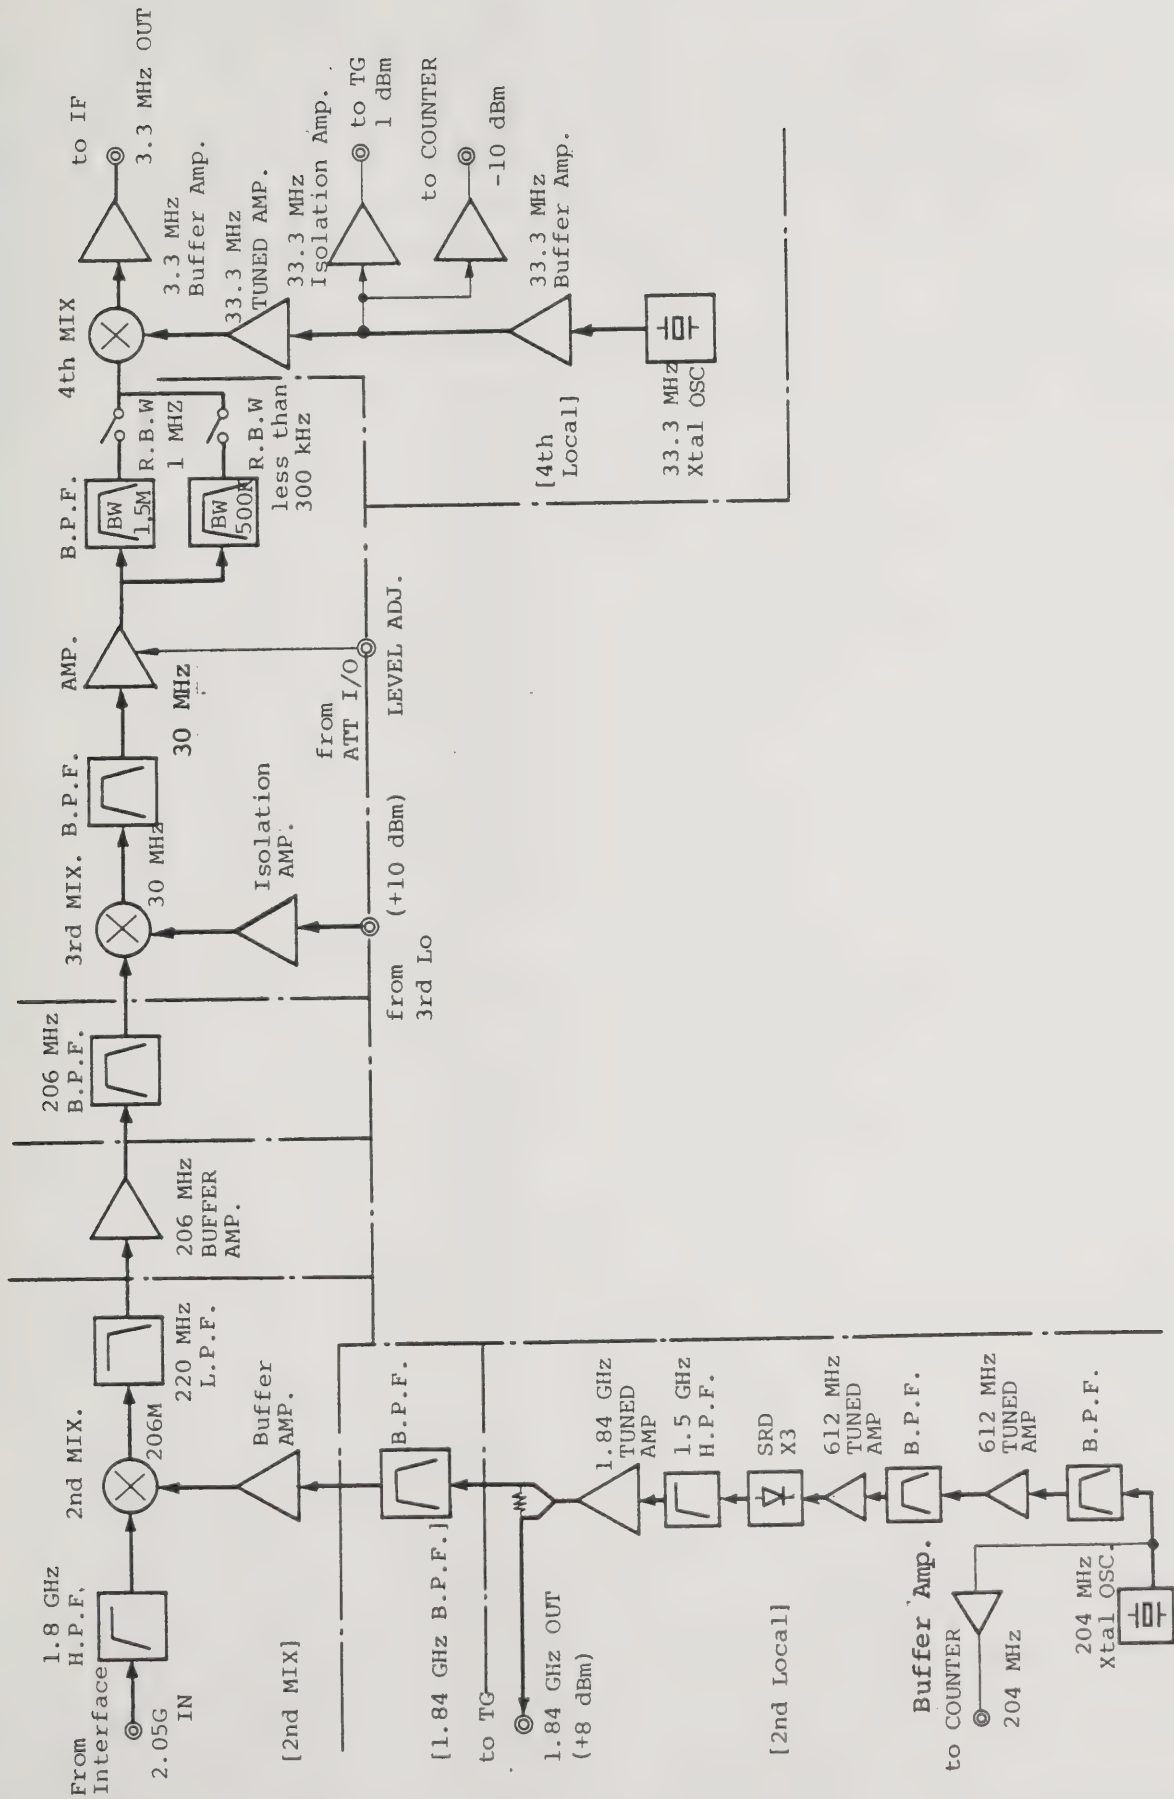 From
Interface
2.05G
IN
1.8 GHz
H.P.F.
2nd MIX.
206M
220 MHz
L.P.F.
Buffer
AMP.
[2nd MIX]
206 MHz
BUFFER
AMP.
206 MHz
B.P.F.
3rd MIX.
30 MHz
B.P.F.
Isolation
AMP.
from
3rd Lo
(+10 dBm)
AMP.
30 MHz
from
ATT I/O
LEVEL ADJ.
B.P.F.
BW
1.5M
R.B.W
1 MHZ
BW
500K
R.B.W
less than
300 kHz
4th MIX
to IF
3.3 MHz OUT
3.3 MHz
Buffer Amp.
33.3 MHz
TUNED AMP.
33.3 MHz
Isolation Amp.
to TG
1 dBm
to COUNTER
-10 dBm
33.3 MHz
Buffer Amp.
[4th
Local]
33.3 MHz
Xtal OSC
B.P.F.
[1.84 GHz B.P.F.]
to TG
1.84 GHz OUT
(+8 dBm)
1.84 GHz
TUNED
AMP
1.5 GHz
H.P.F.
SRD
X3
612 MHz
TUNED
AMP
B.P.F.
612 MHz
TUNED
AMP
B.P.F.
[2nd Local]
Buffer Amp.
to COUNTER
204 MHz
204 MHz
Xtal OSC.